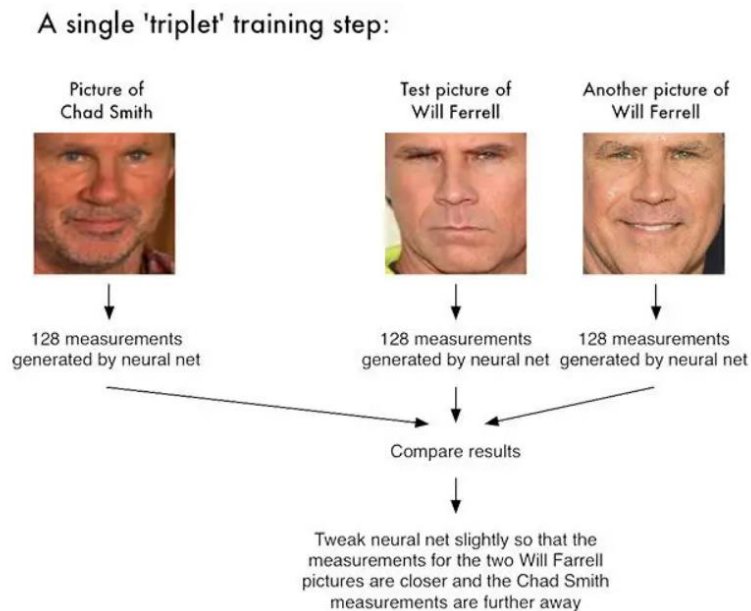 A single 'triplet' training step:
Picture of
Chad Smith
Test picture of
Will Ferrell
Another picture of
Will Ferrell
128 measurements
generated by neural net
128 measurements
generated by neural net
128 measurements
generated by neural net
Compare results
Tweak neural net slightly so that the
measurements for the two Will Farrell
pictures are closer and the Chad Smith
measurements are further away